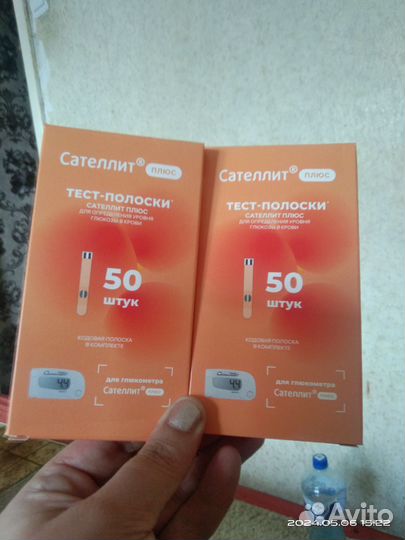 Сателлит® плюс
ТЕСТ-ПОЛОСКИ
САТЕЛЛИТ ПЛЮС
ДЛЯ ОПРЕДЕЛЕНИЯ УРОВНЯ
ГЛЮКОЗЫ В КРОВИ
50
штук
КОДОВАЯ ПОЛОСКА
В КОМПЛЕКТЕ
для глюкометра
Сателлит® плюс
Сателлит® плюс
ТЕСТ-ПОЛОСКИ
САТЕЛЛИТ ПЛЮС
ДЛЯ ОПРЕДЕЛЕНИЯ УРОВНЯ
ГЛЮКОЗЫ В КРОВИ
50
штук
КОДОВАЯ ПОЛОСКА
В КОМПЛЕКТЕ
для глюкометра
Сателлит® плюс
Avito
2024.05.06 15:22